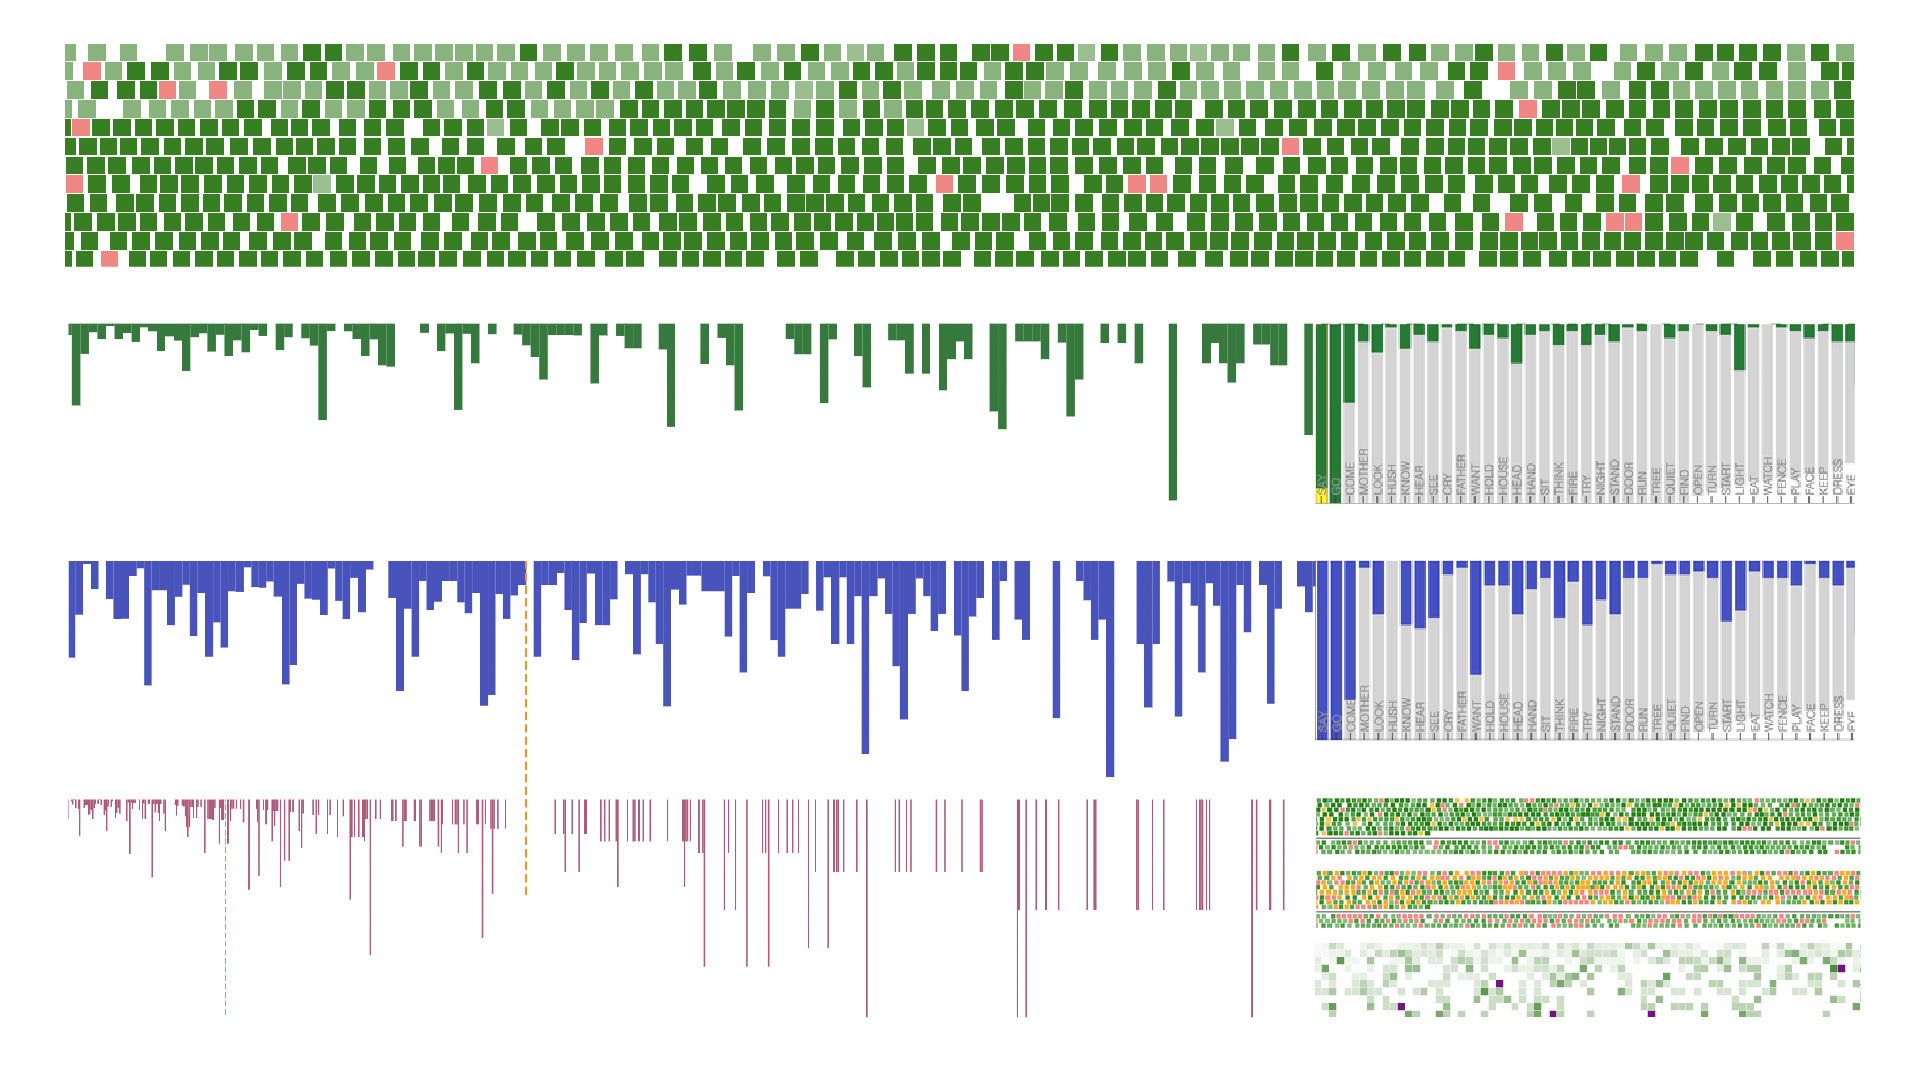 SAY GO COME MOTHER LOOK HUSH KNOW HEAR SEE CRY FATHER WANT HOLD HOUSE HEAD HAND SIT THINK FIRE TRY NIGHT STAND DOOR RUN TREE QUIET FIND OPEN TURN START LIGHT EAT WATCH FENCE PLAY FACE KEEP DRESS EYE
SAY GO COME MOTHER LOOK HUSH KNOW HEAR SEE CRY FATHER WANT HOLD HOUSE HEAD HAND SIT THINK FIRE TRY NIGHT STAND DOOR RUN TREE QUIET FIND OPEN TURN START LIGHT EAT WATCH FENCE PLAY FACE KEEP DRESS EYE